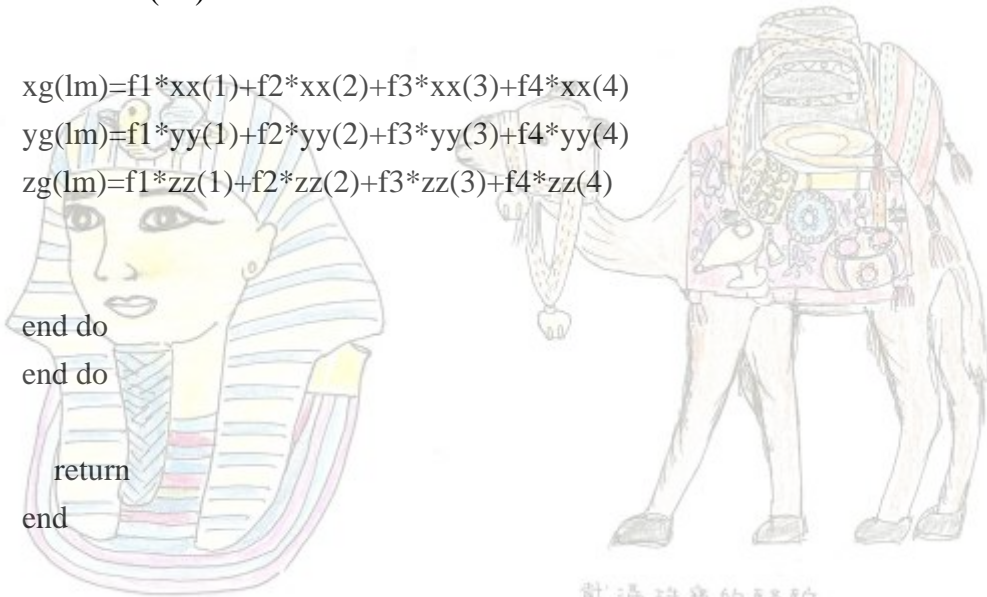 xg(lm)=f1*xx(1)+f2*xx(2)+f3*xx(3)+f4*xx(4)
yg(lm)=f1*yy(1)+f2*yy(2)+f3*yy(3)+f4*yy(4)
zg(lm)=f1*zz(1)+f2*zz(2)+f3*zz(3)+f4*zz(4)
end do
end do
return
end